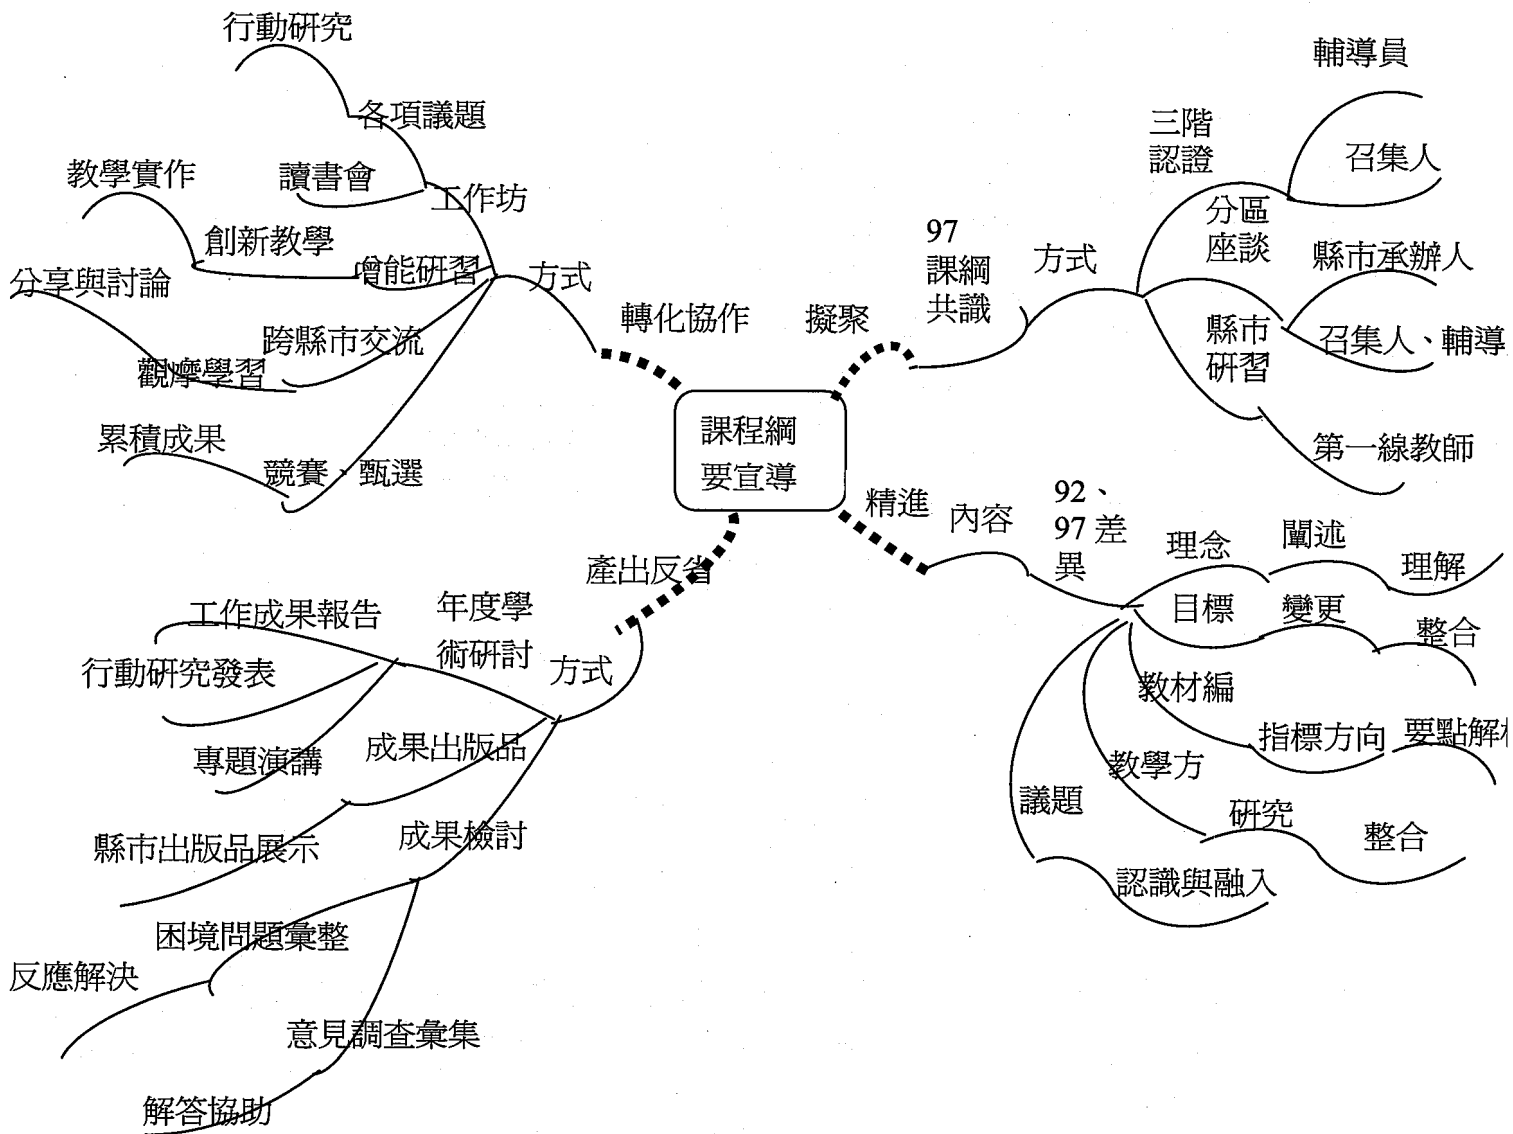 行動研究
各項議題
讀書會
工作坊
教學實作
創新教學
增能研習
分享與討論
跨縣市交流
觀摩學習
累積成果
競賽、甄選
方式
轉化協作
擬聚
97
課綱
共識
方式
三階
認證
輔導員
召集人
分區
座談
縣市承辦人
召集人、輔導
縣市
研習
第一線教師
課程綱
要宣導
精進
內容
92、
97 差
異
理念
闡述
理解
目標
變更
整合
教材編
指標方向
要點解
教學方
研究
整合
議題
認識與融入
產出反省
方式
年度學
術研討
工作成果報告
行動研究發表
專題演講
成果出版品
縣市出版品展示
成果檢討
困境問題彙整
反應解決
意見調查彙集
解答協助